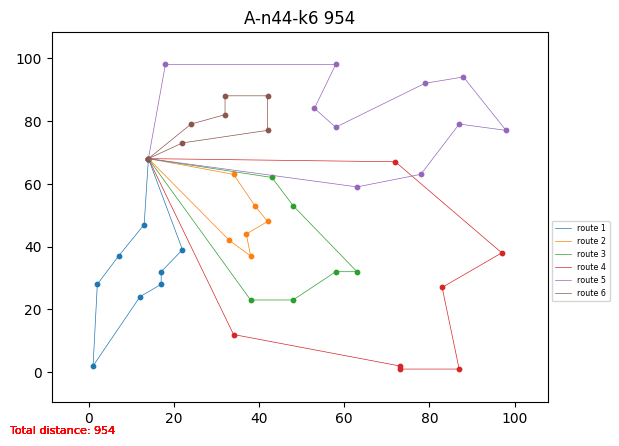 A-n44-k6 954
100
80
60
40
20
0
0 20 40 60 80 100
route 1
route 2
route 3
route 4
route 5
route 6
Total distance: 954